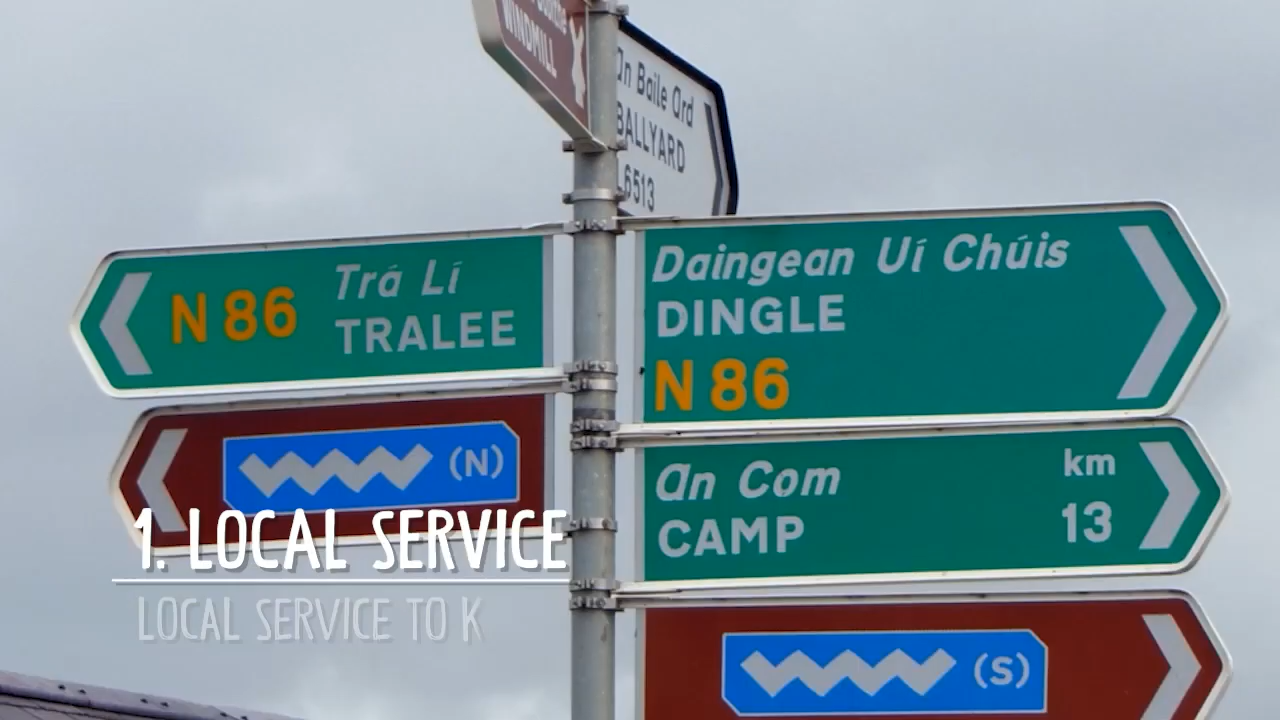 WINDMILL
An Baile Ard
BALLYARD
L6513
N 86
Trá Lí
TRALEE
(N)
Daingean Uí Chúis
DINGLE
N 86
An Com
CAMP
km
13
(S)
1. LOCAL SERVICE
LOCAL SERVICE TO K